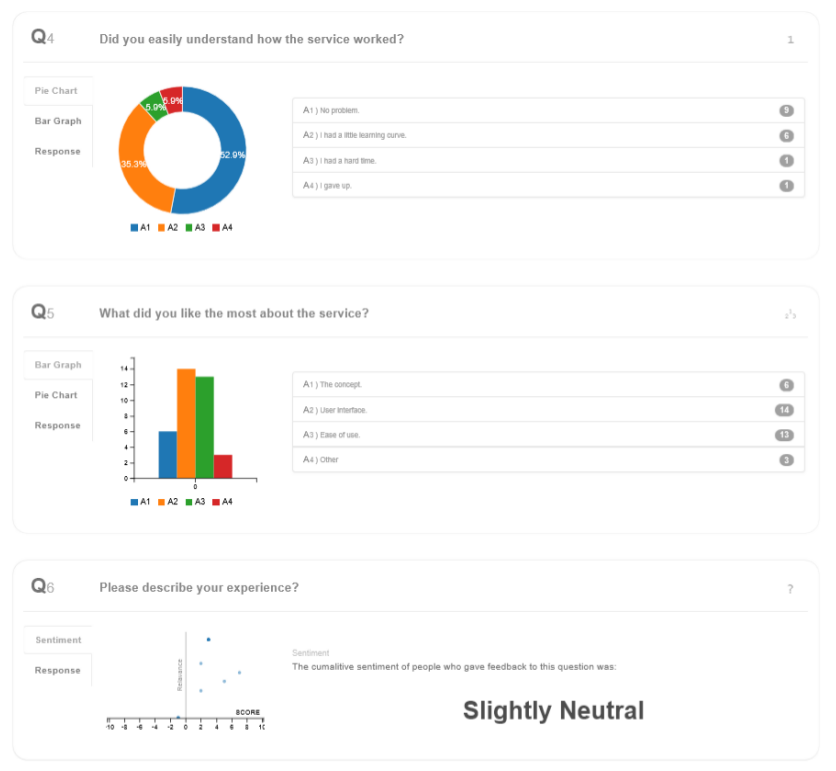 Q4 Did you easily understand how the service worked? 1
Pie Chart
Bar Graph
Response
5.9%
5.9%
35.3%
52.9%
A1 A2 A3 A4
A1 ) No problem. 9
A2 ) I had a little learning curve. 6
A3 ) I had a hard time. 1
A4 ) I gave up. 1
Q5 What did you like the most about the service?
Bar Graph
Pie Chart
Response
14
12
10
8
6
4
2
0
0
A1 A2 A3 A4
A1 ) The concept. 6
A2 ) User Interface. 14
A3 ) Ease of use. 13
A4 ) Other 3
Q6 Please describe your experience? ?
Sentiment
Response
Relevance
SCORE
-10 -8 -6 -4 -2 0 2 4 6 8 10
Sentiment
The cumalitive sentiment of people who gave feedback to this question was:
Slightly Neutral